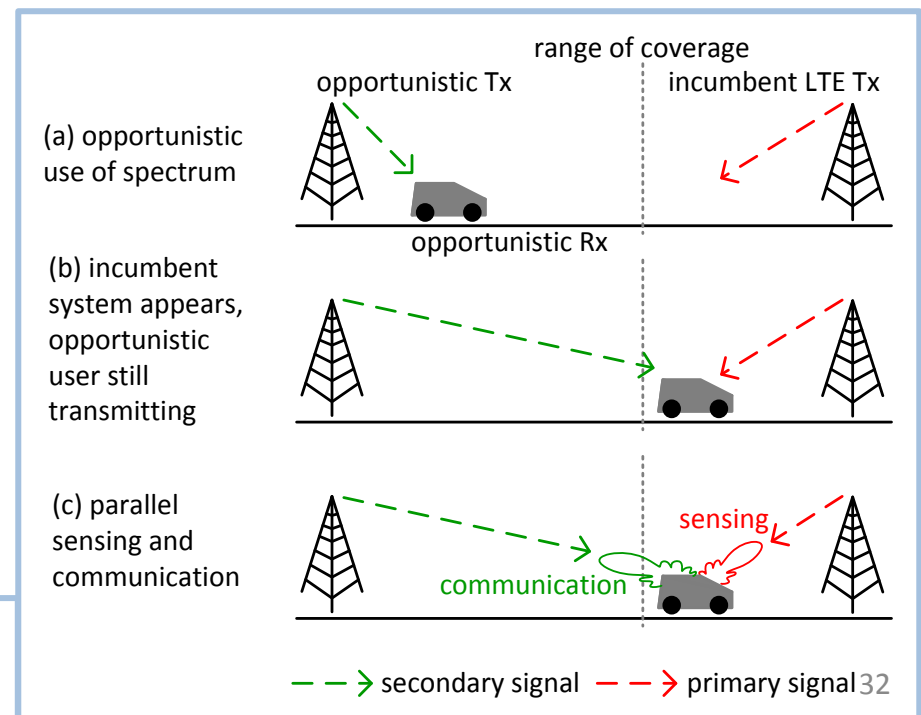 range of coverage
opportunistic Tx
incumbent LTE Tx
(a) opportunistic
use of spectrum
opportunistic Rx
(b) incumbent
system appears,
opportunistic
user still
transmitting
(c) parallel
sensing and
communication
sensing
communication
secondary signal
primary signal
32